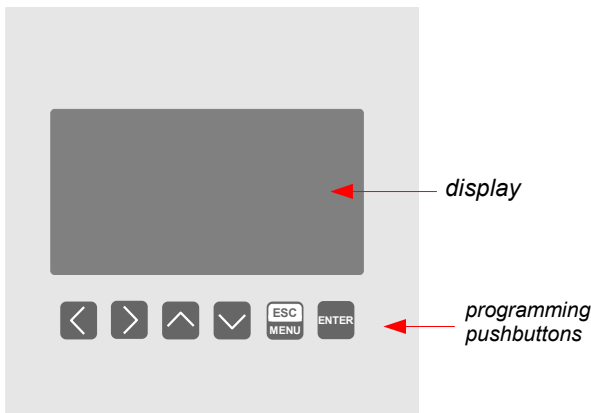 display
ESC
MENU
ENTER
programming
pushbuttons